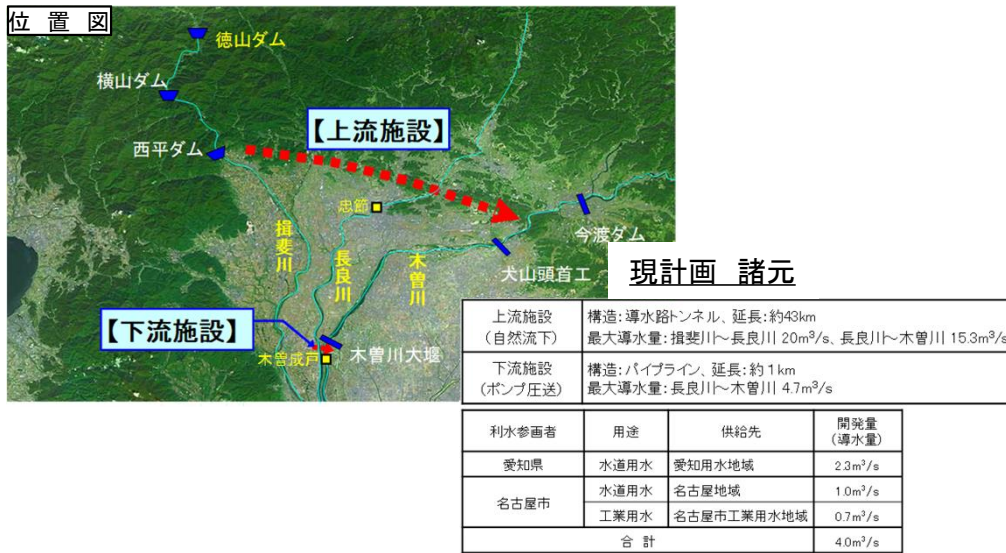 位 置 図
徳山ダム
横山ダム
【上流施設】
西平ダム
忠節
今渡ダム
揖斐川
長良川
木曽川
犬山頭首工
【下流施設】
木曽成戸
木曽川大堰
現計画 諸元
上流施設
(自然流下)
構造:導水路トンネル、延長:約43km
最大導水量:揖斐川~長良川 20m³/s、長良川~木曽川 15.3m³/s
下流施設
(ポンプ圧送)
構造:パイプライン、延長:約1km
最大導水量:長良川~木曽川 4.7m³/s
利水参画者 用途 供給先 開発量
(導水量)
愛知県 水道用水 愛知用水地域 2.3m³/s
名古屋市 水道用水 名古屋地域 1.0m³/s
工業用水 名古屋市工業用水地域 0.7m³/s
合 計 4.0m³/s